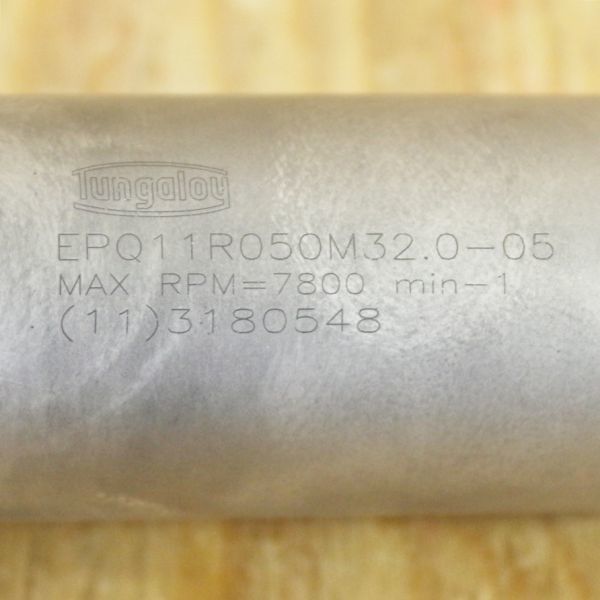 Tungaloy
EPQ11R050M32.0-05
MAX RPM=7800 min-1
(11)3180548